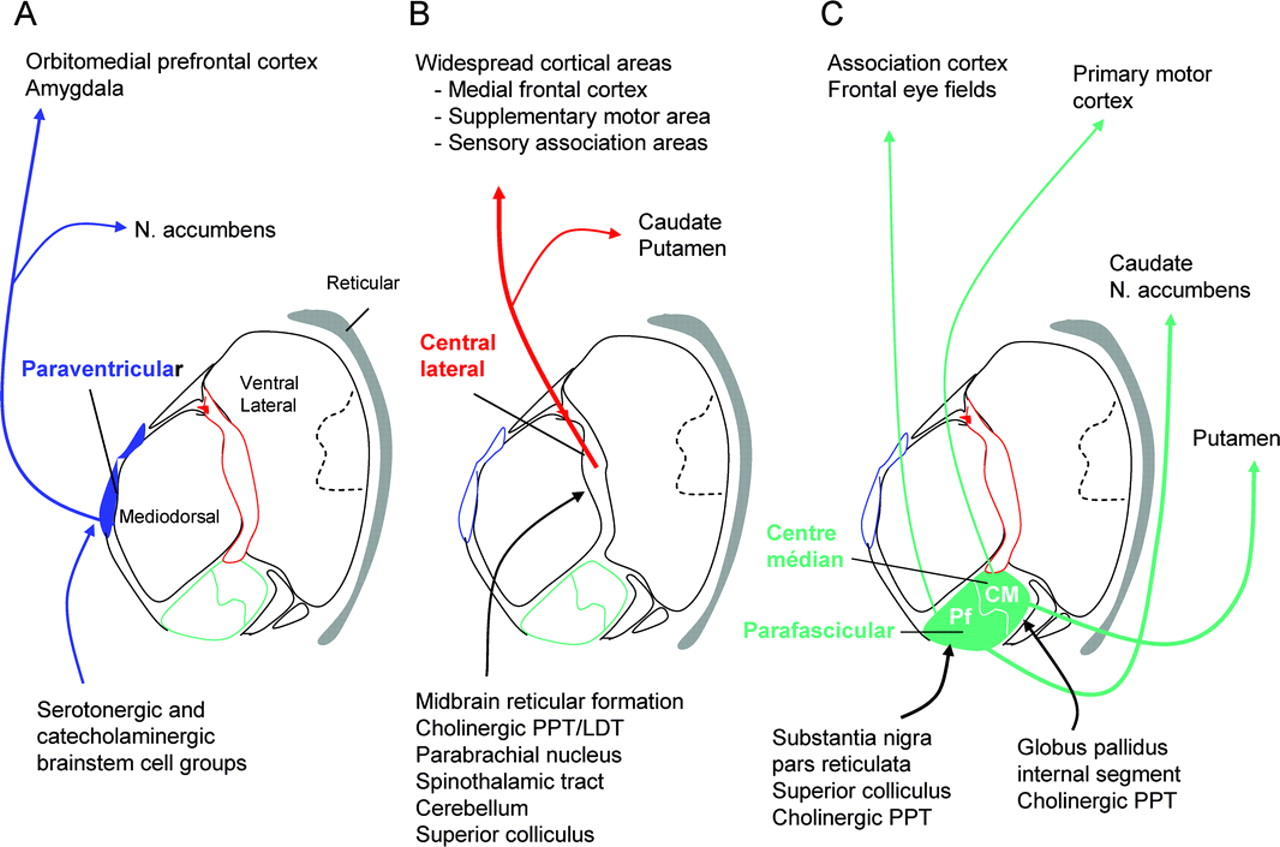 A
Orbitomedial prefrontal cortex
Amygdala
N. accumbens
Reticular
Paraventricular
Ventral
Lateral
Mediodorsal
Serotonergic and
catecholaminergic
brainstem cell groups
B
Widespread cortical areas
- Medial frontal cortex
- Supplementary motor area
- Sensory association areas
Caudate
Putamen
Central
lateral
Midbrain reticular formation
Cholinergic PPT/LDT
Parabrachial nucleus
Spinothalamic tract
Cerebellum
Superior colliculus
C
Association cortex
Frontal eye fields
Primary motor
cortex
Caudate
N. accumbens
Putamen
Centre
médian
CM
Pf
Parafascicular
Substantia nigra
pars reticulata
Superior colliculus
Cholinergic PPT
Globus pallidus
internal segment
Cholinergic PPT